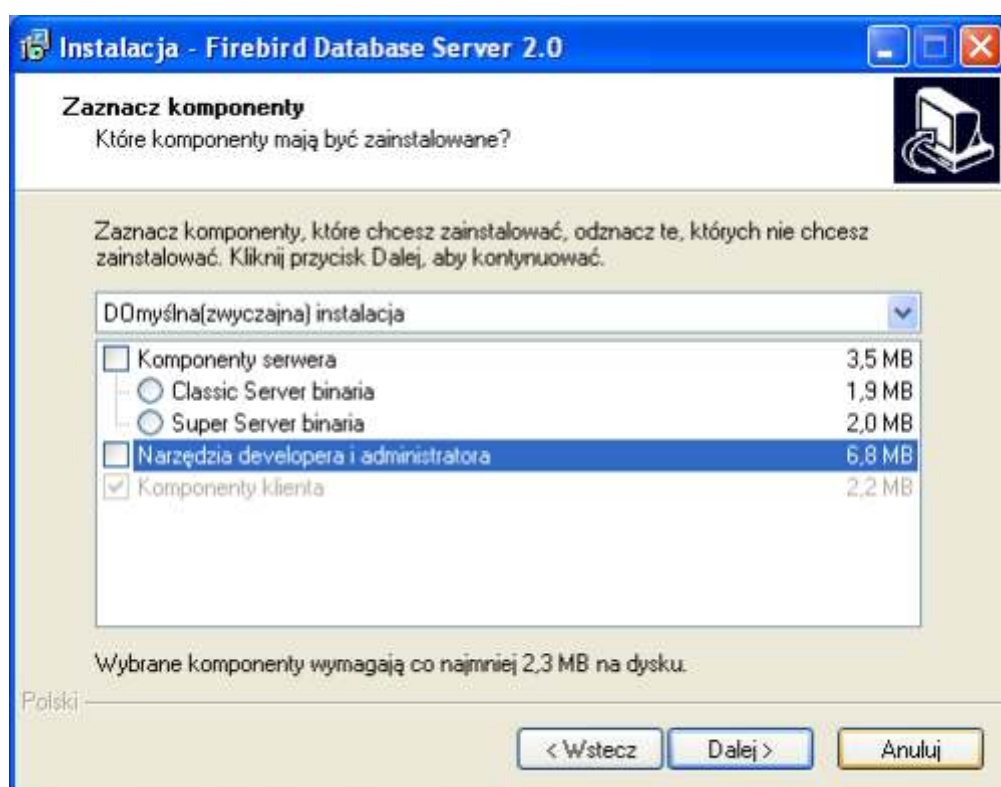 Instalacja - Firebird Database Server 2.0
Zaznacz komponenty
Które komponenty mają być zainstalowane?
Zaznacz komponenty, które chcesz zainstalować, odznacz te, których nie chcesz
zainstalować. Kliknij przycisk Dalej, aby kontynuować.
DOmyślna(zwyczajna) instalacja
Komponenty serwera 3,5 MB
Classic Server binaria 1,9 MB
Super Server binaria 2,0 MB
Narzędzia developera i administratora 6,8 MB
Komponenty klienta 2,2 MB
Wybrane komponenty wymagają co najmniej 2,3 MB na dysku.
Polski
< Wstecz Dalej > Anuluj